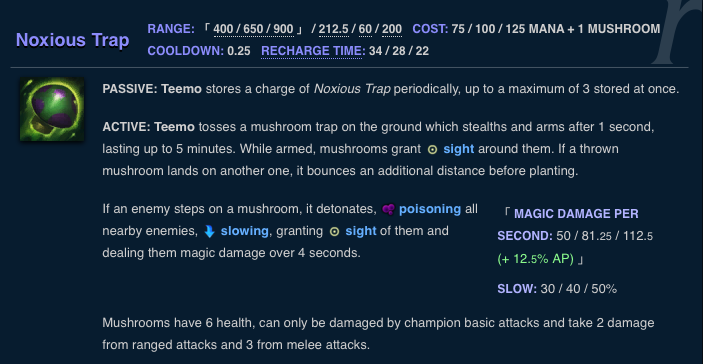 Noxious Trap
RANGE: 「 400 / 650 / 900 」 / 212.5 / 60 / 200 COST: 75 / 100 / 125 MANA + 1 MUSHROOM
COOLDOWN: 0.25 RECHARGE TIME: 34 / 28 / 22
PASSIVE: Teemo stores a charge of Noxious Trap periodically, up to a maximum of 3 stored at once.
ACTIVE: Teemo tosses a mushroom trap on the ground which stealths and arms after 1 second,
lasting up to 5 minutes. While armed, mushrooms grant sight around them. If a thrown
mushroom lands on another one, it bounces an additional distance before planting.
If an enemy steps on a mushroom, it detonates, poisoning all
nearby enemies, slowing, granting sight of them and
dealing them magic damage over 4 seconds.
「 MAGIC DAMAGE PER
SECOND: 50 / 81.25 / 112.5
(+ 12.5% AP) 」
SLOW: 30 / 40 / 50%
Mushrooms have 6 health, can only be damaged by champion basic attacks and take 2 damage
from ranged attacks and 3 from melee attacks.